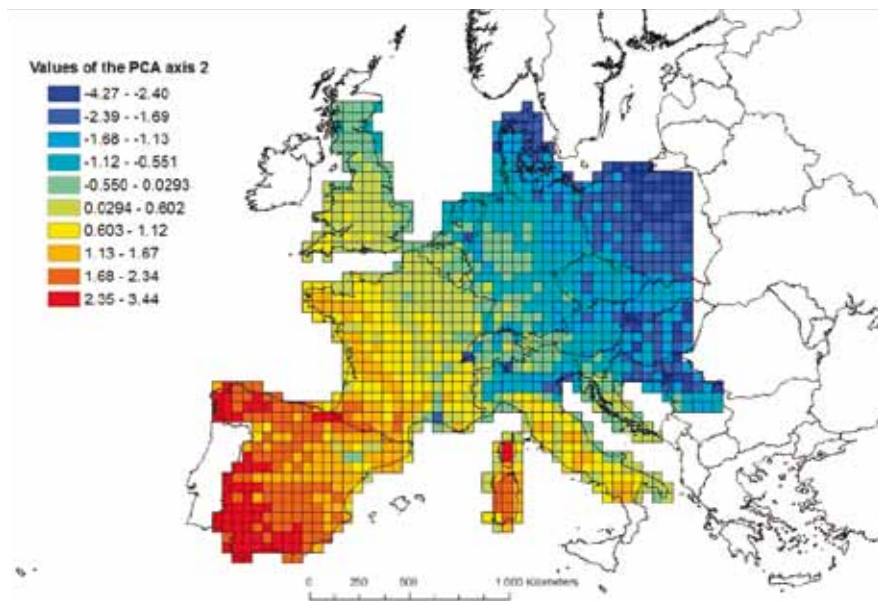 Values of the PCA axis 2
-4.27 - -2.40
-2.39 - -1.69
-1.68 - -1.13
-1.12 - -0.551
-0.550 - 0.0293
0.0294 - 0.602
0.603 - 1.12
1.13 - 1.67
1.68 - 2.34
2.35 - 3.44
0 250 500 1 000 Kilometers